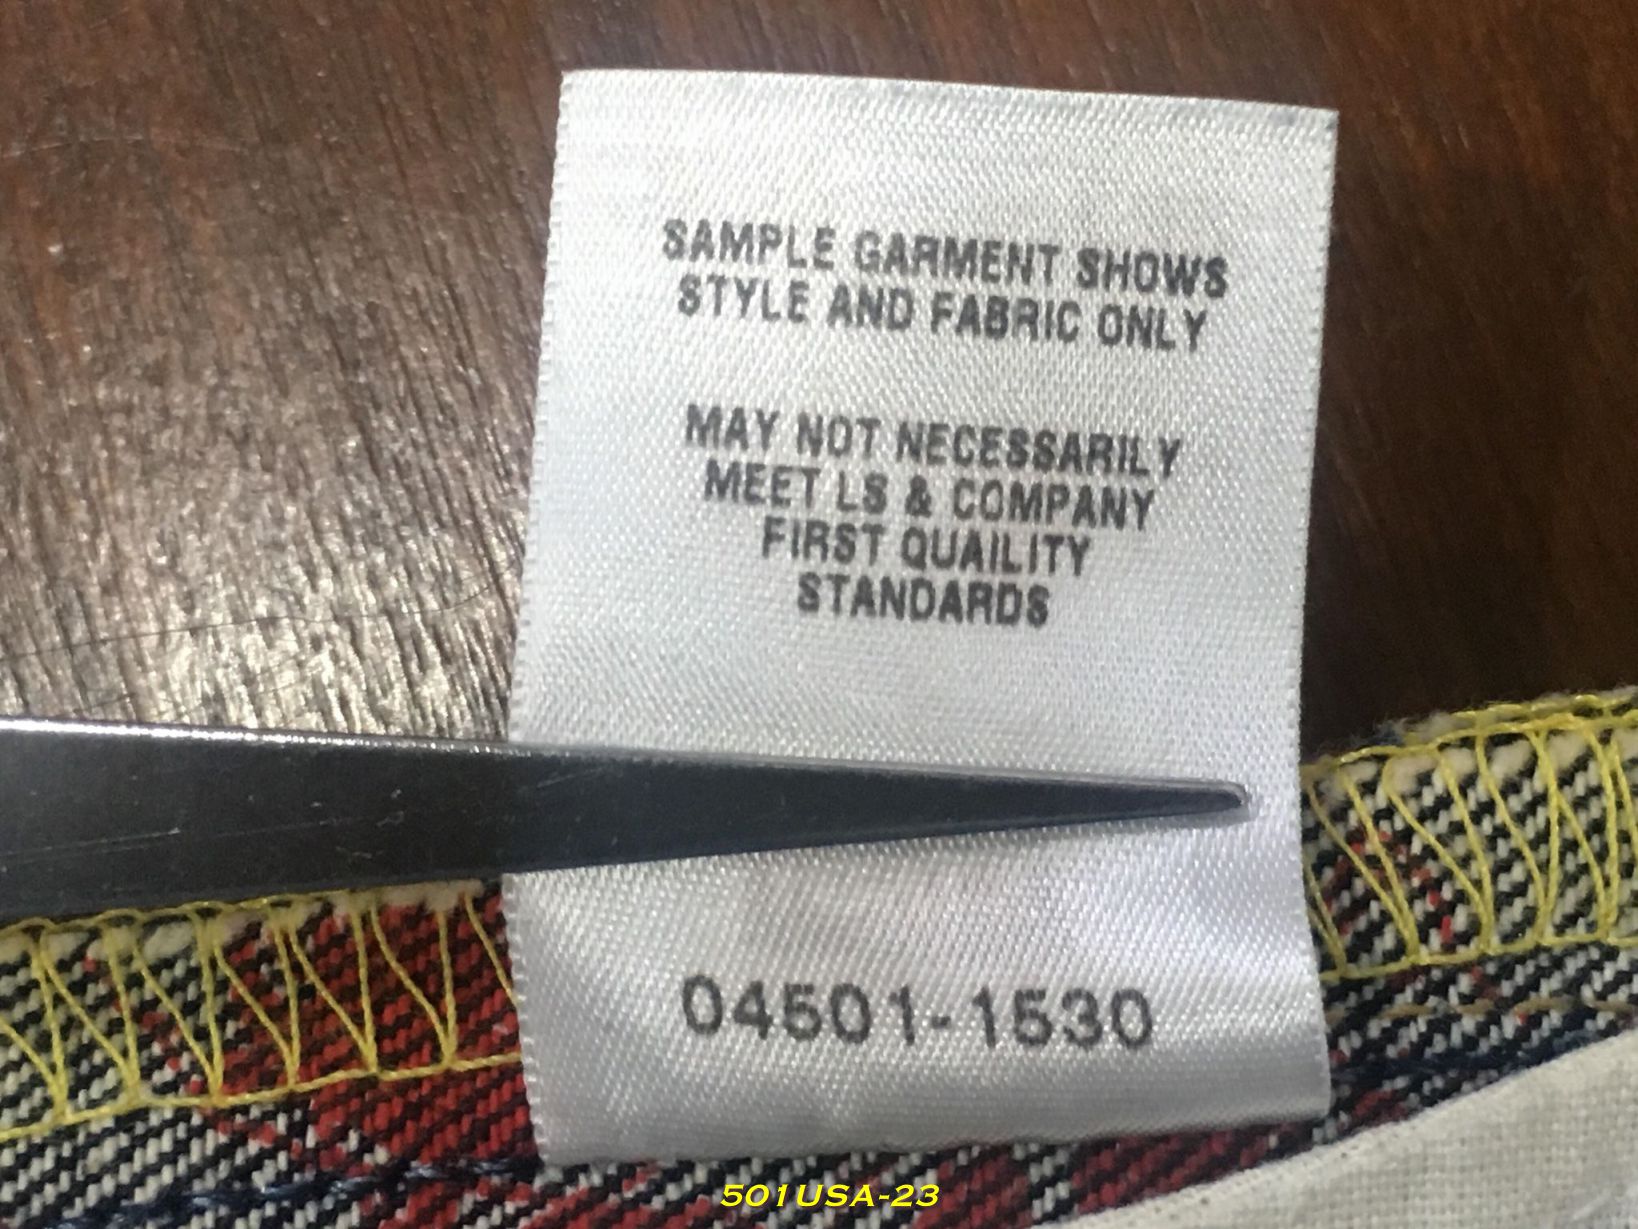 SAMPLE GARMENT SHOWS
STYLE AND FABRIC ONLY
MAY NOT NECESSARILY
MEET LS & COMPANY
FIRST QUAILITY
STANDARDS
04501-1530
501USA-23